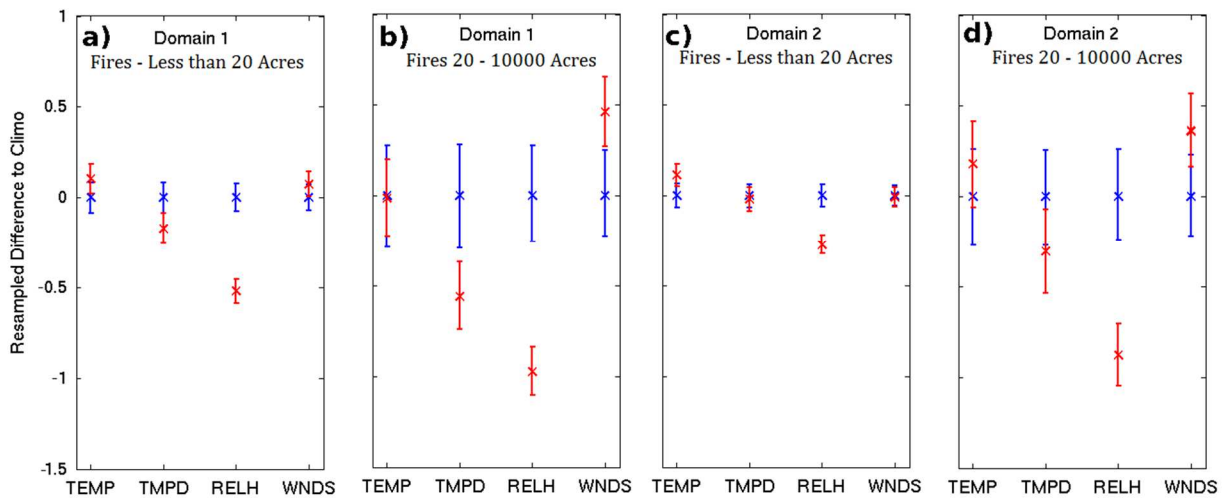 a)
Domain 1
Fires - Less than 20 Acres
b)
Domain 1
Fires 20 - 10000 Acres
c)
Domain 2
Fires - Less than 20 Acres
d)
Domain 2
Fires 20 - 10000 Acres
Resampled Difference to Climo
1
0.5
0
-0.5
-1
-1.5
TEMP TMPD RELH WNDS
TEMP TMPD RELH WNDS
TEMP TMPD RELH WNDS
TEMP TMPD RELH WNDS